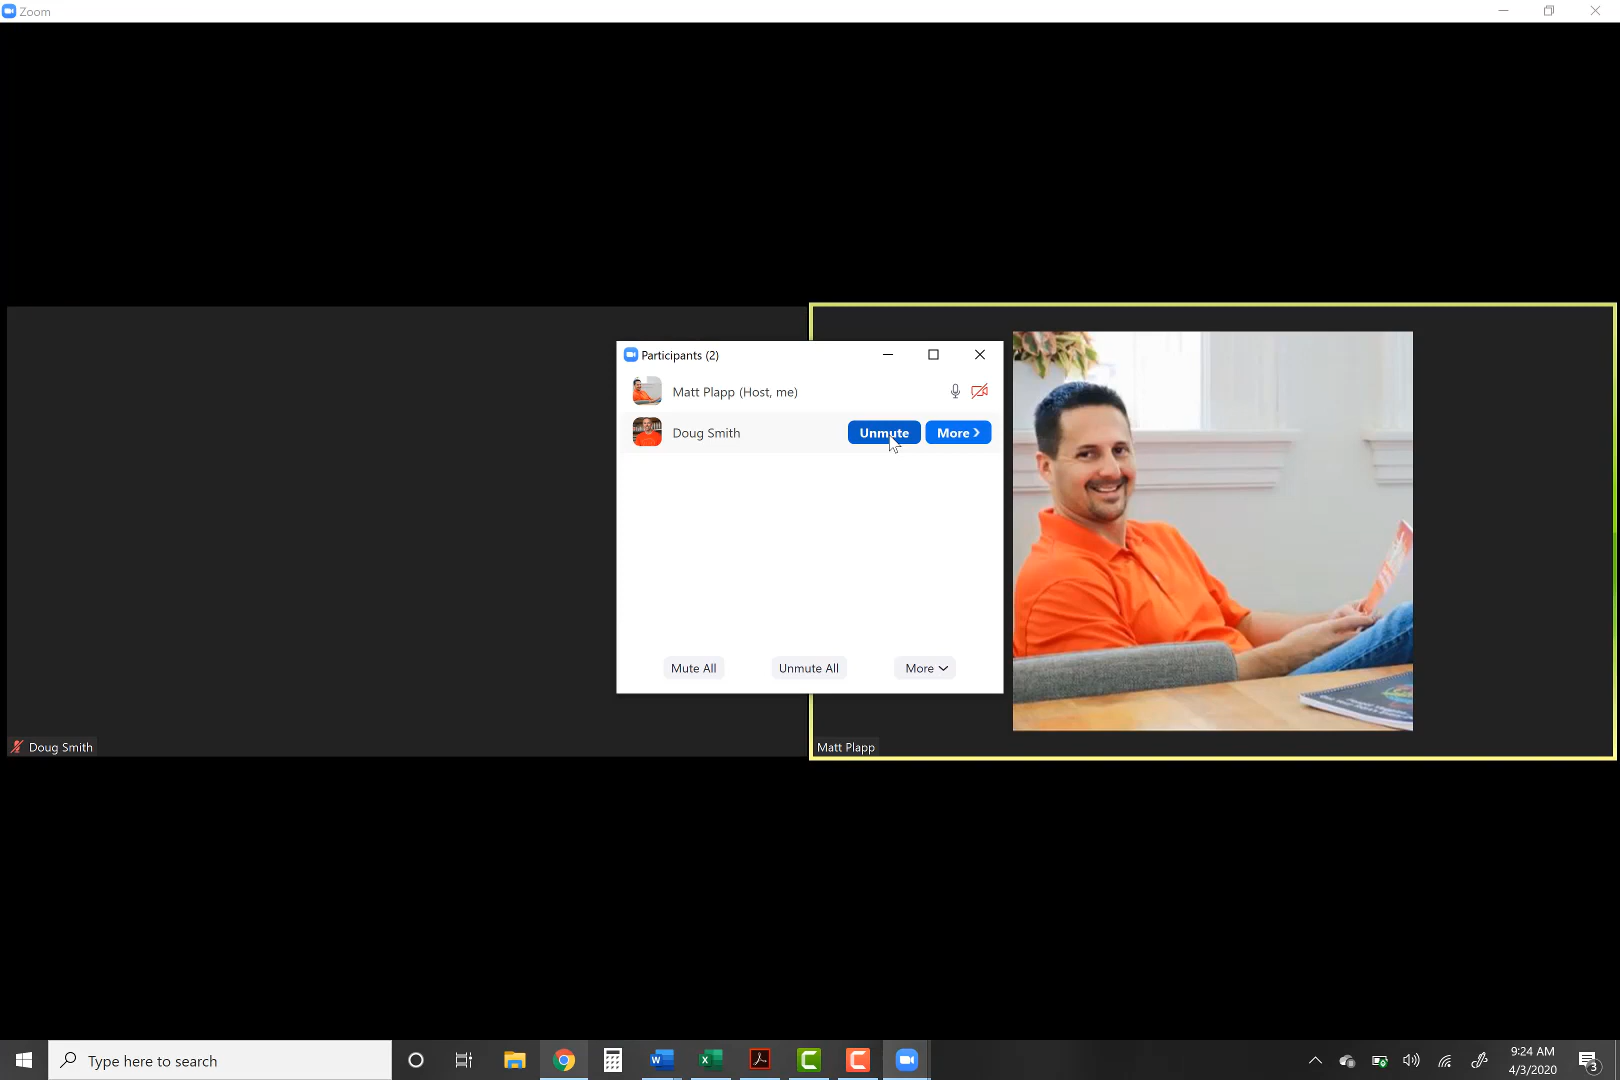 Zoom
Participants (2)
Matt Plapp (Host, me)
Doug Smith
Unmute
More
Mute All
Unmute All
More
Doug Smith
Matt Plapp
Type here to search
9:24 AM
4/3/2020
3